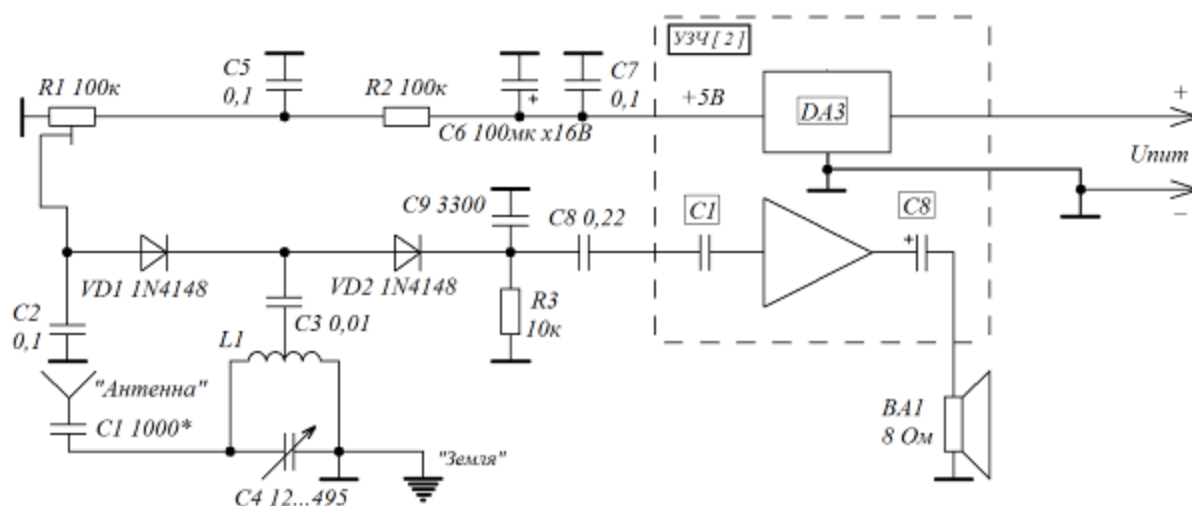 УЗЧ [ 2 ]
C5
0,1
R1 100к
R2 100к
C7
0,1
+5В
DA3
+
C6 100мк х16В
+
Uпит
−
C9 3300
C8 0,22
C1
C8
+
VD1 1N4148
VD2 1N4148
C2
0,1
C3 0,01
R3
10к
L1
"Антенна"
C1 1000*
BA1
8 Ом
"Земля"
C4 12...495